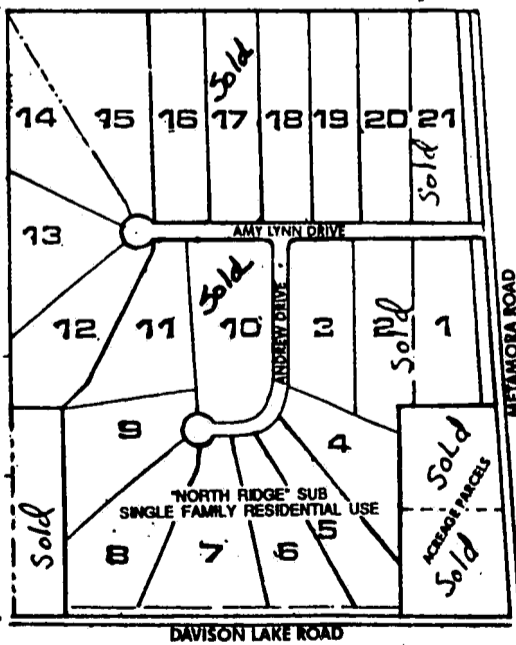 Sold
14 15 16 17 18 19 20 21
Sold
13
AMY LYNN DRIVE
Sold
12 11 10 3 2 1
Sold
ANDREW DRIVE
METAMORA ROAD
9
4
Sold
"NORTH RIDGE" SUB
SINGLE FAMILY RESIDENTIAL USE
ACREAGE PARCELS
Sold
5
8 7 6
Sold
DAVISON LAKE ROAD